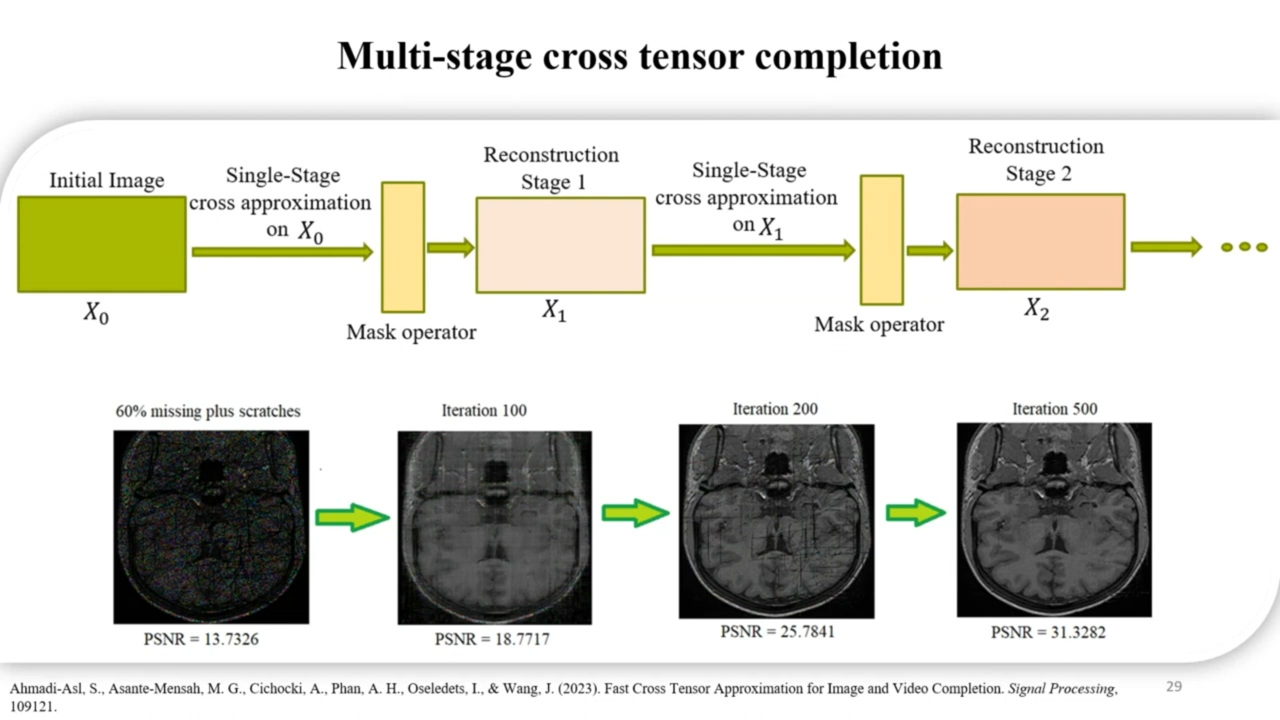 Multi-stage cross tensor completion
Initial Image
Single-Stage
cross approximation
on X₀
Reconstruction
Stage 1
Single-Stage
cross approximation
on X₁
Reconstruction
Stage 2
X₀
Mask operator
X₁
Mask operator
X₂
60% missing plus scratches
Iteration 100
Iteration 200
Iteration 500
PSNR = 13.7326
PSNR = 18.7717
PSNR = 25.7841
PSNR = 31.3282
Ahmadi-Asl, S., Asante-Mensah, M. G., Cichocki, A., Phan, A. H., Oseledets, I., & Wang, J. (2023). Fast Cross Tensor Approximation for Image and Video Completion. Signal Processing,
109121.
29